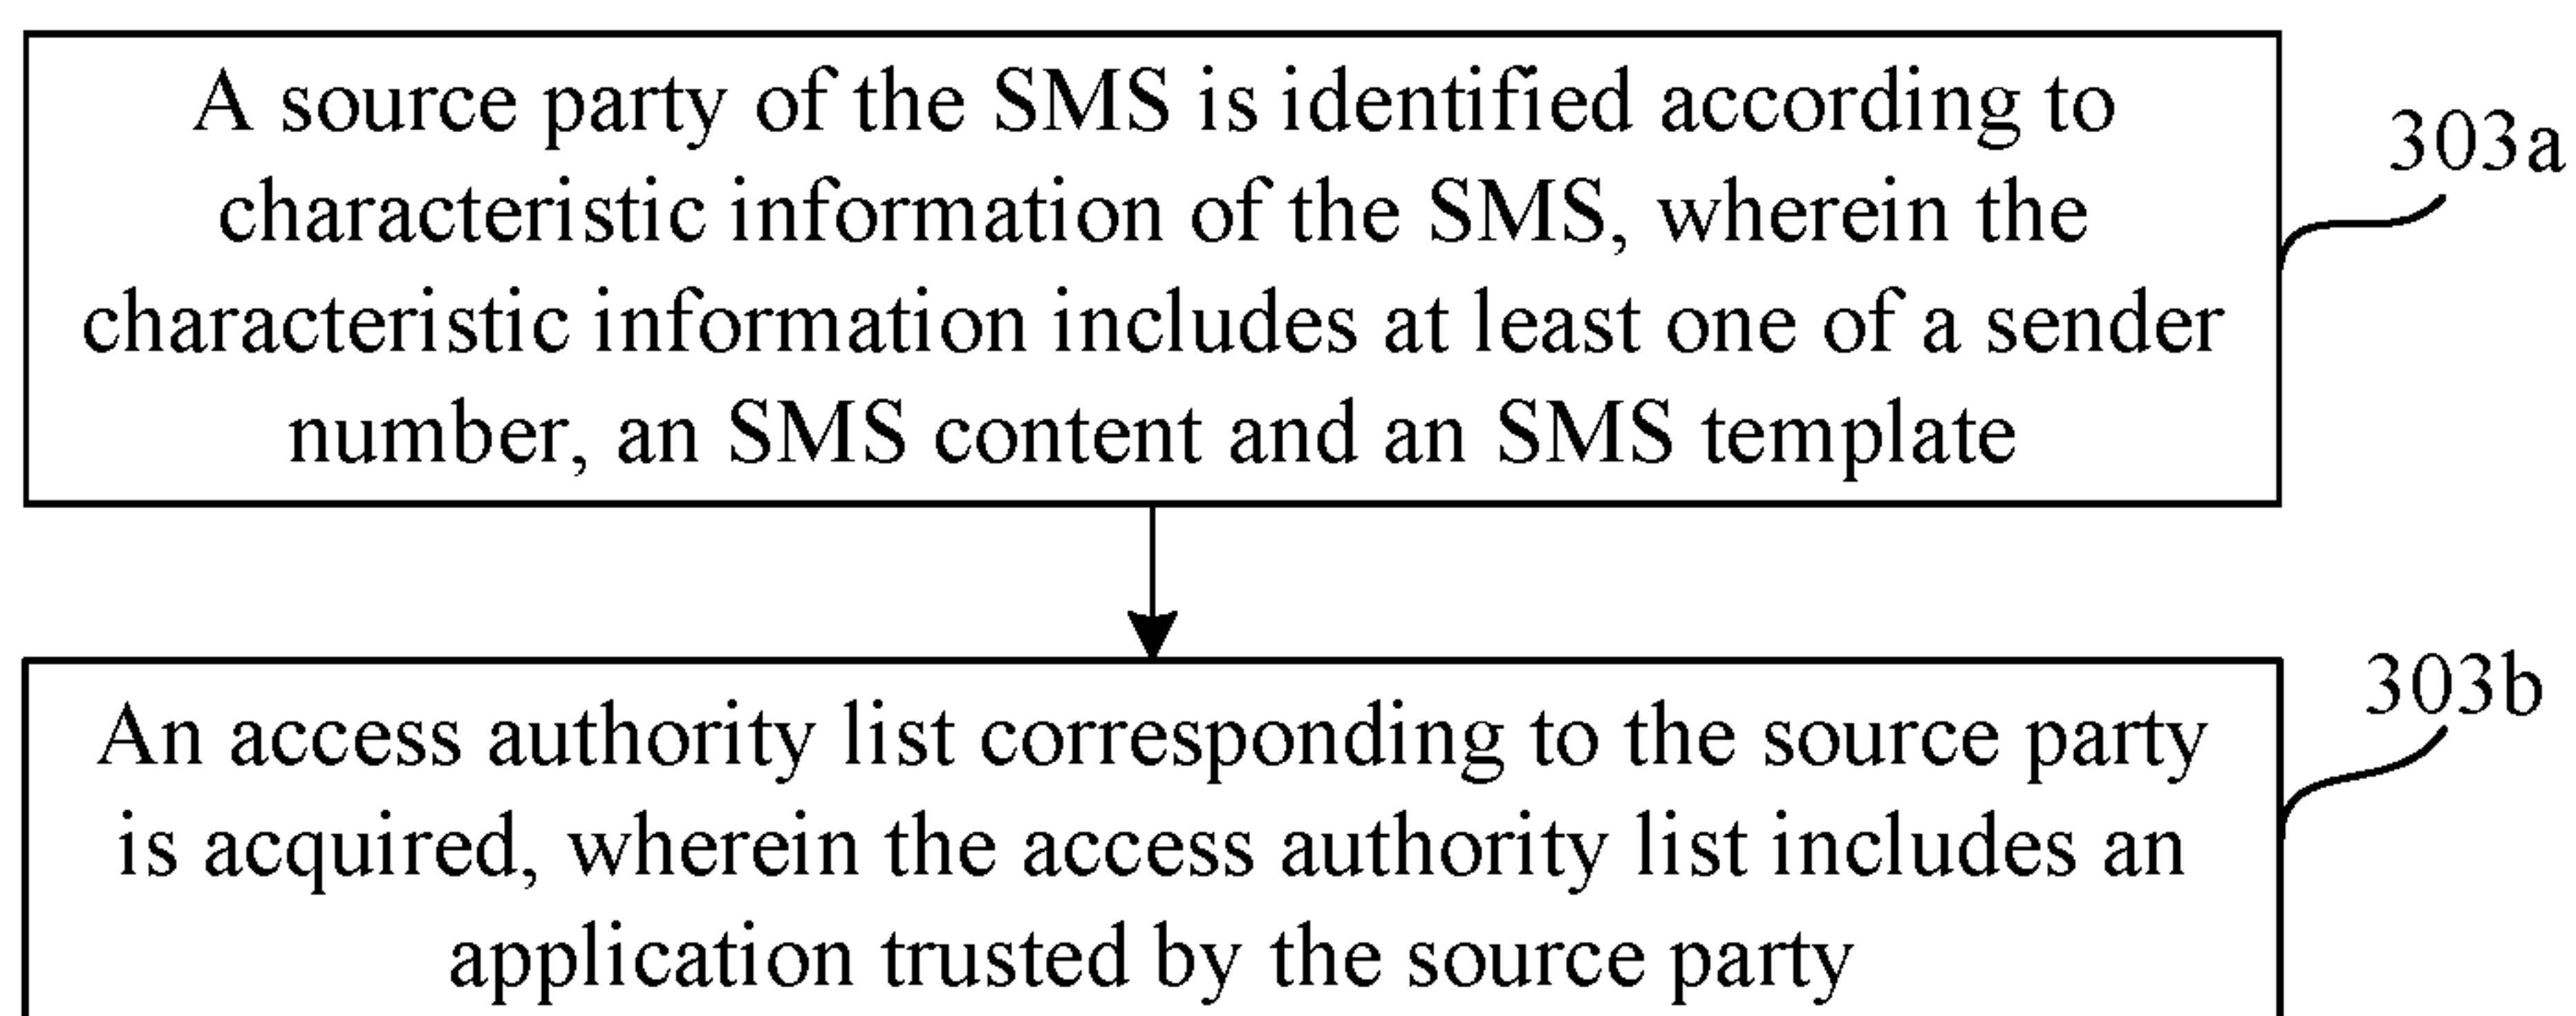 A source party of the SMS is identified according to
characteristic information of the SMS, wherein the
characteristic information includes at least one of a sender
number, an SMS content and an SMS template
303a
An access authority list corresponding to the source party
is acquired, wherein the access authority list includes an
application trusted by the source party
303b